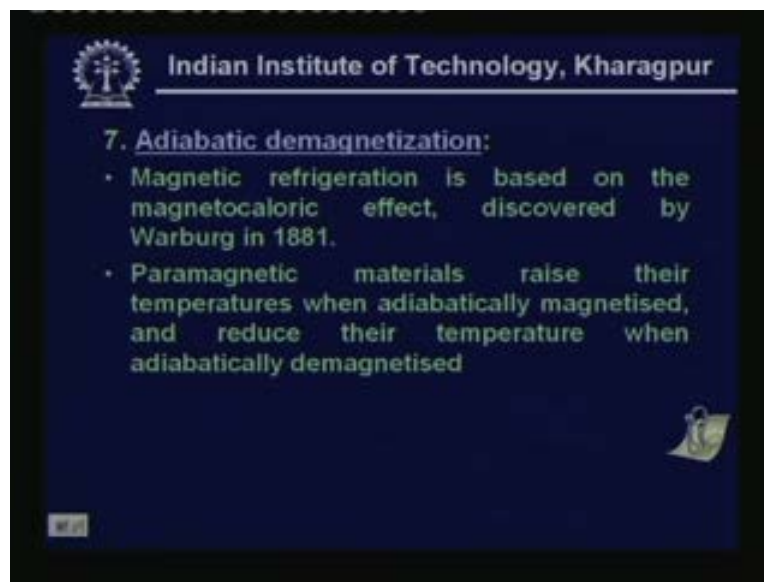 Indian Institute of Technology, Kharagpur
7. Adiabatic demagnetization:
• Magnetic refrigeration is based on the
magnetocaloric effect, discovered by
Warburg in 1881.
• Paramagnetic materials raise their
temperatures when adiabatically magnetised,
and reduce their temperature when
adiabatically demagnetised